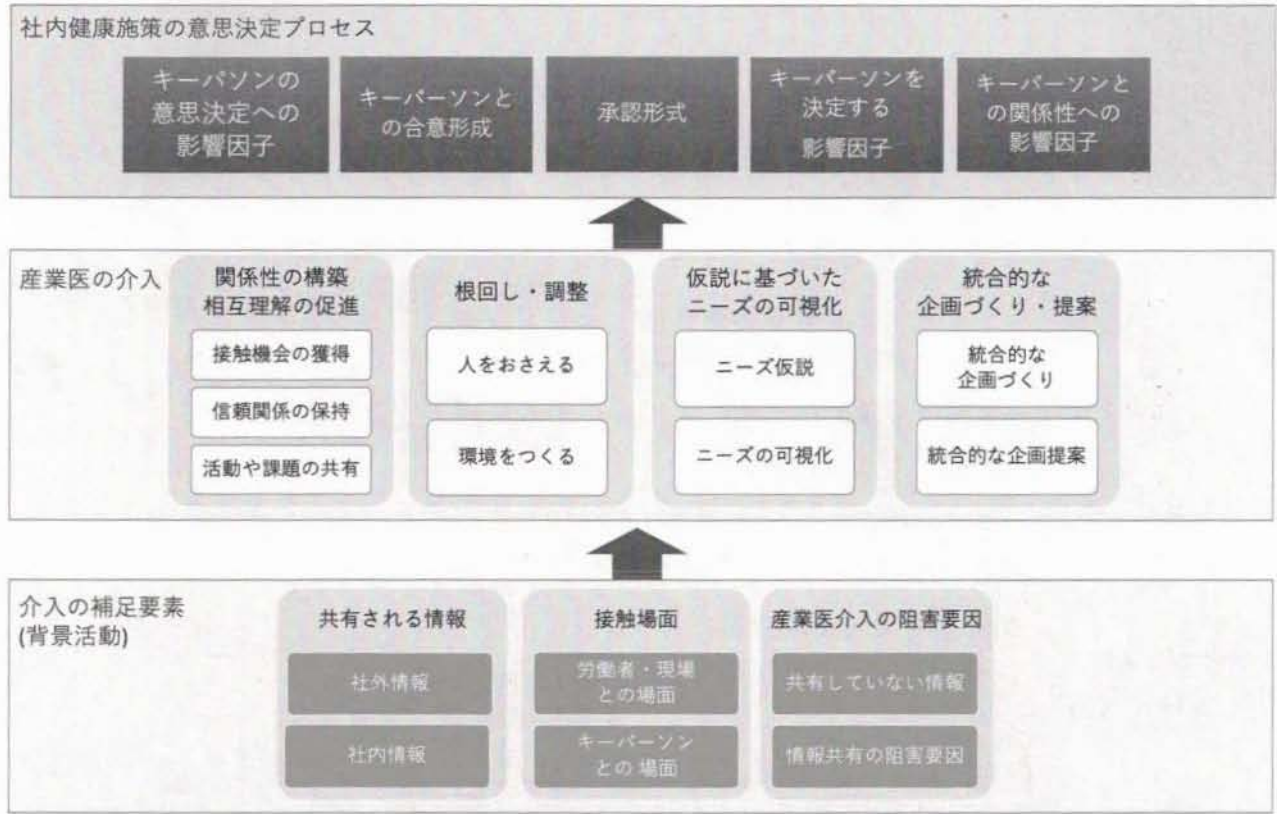 社内健康施策の意思決定プロセス
キーパソンの
意思決定への
影響因子
キーパーソンと
の合意形成
承認形式
キーパーソンを
決定する
影響因子
キーパーソンと
の関係性への
影響因子
産業医の介入
関係性の構築
相互理解の促進
接触機会の獲得
信頼関係の保持
活動や課題の共有
根回し・調整
人をおさえる
環境をつくる
仮説に基づいた
ニーズの可視化
ニーズ仮説
ニーズの可視化
統合的な
企画づくり・提案
統合的な
企画づくり
統合的な企画提案
介入の補足要素
(背景活動)
共有される情報
社外情報
社内情報
接触場面
労働者・現場
との場面
キーパーソン
との 場面
産業医介入の阻害要因
共有していない情報
情報共有の阻害要因